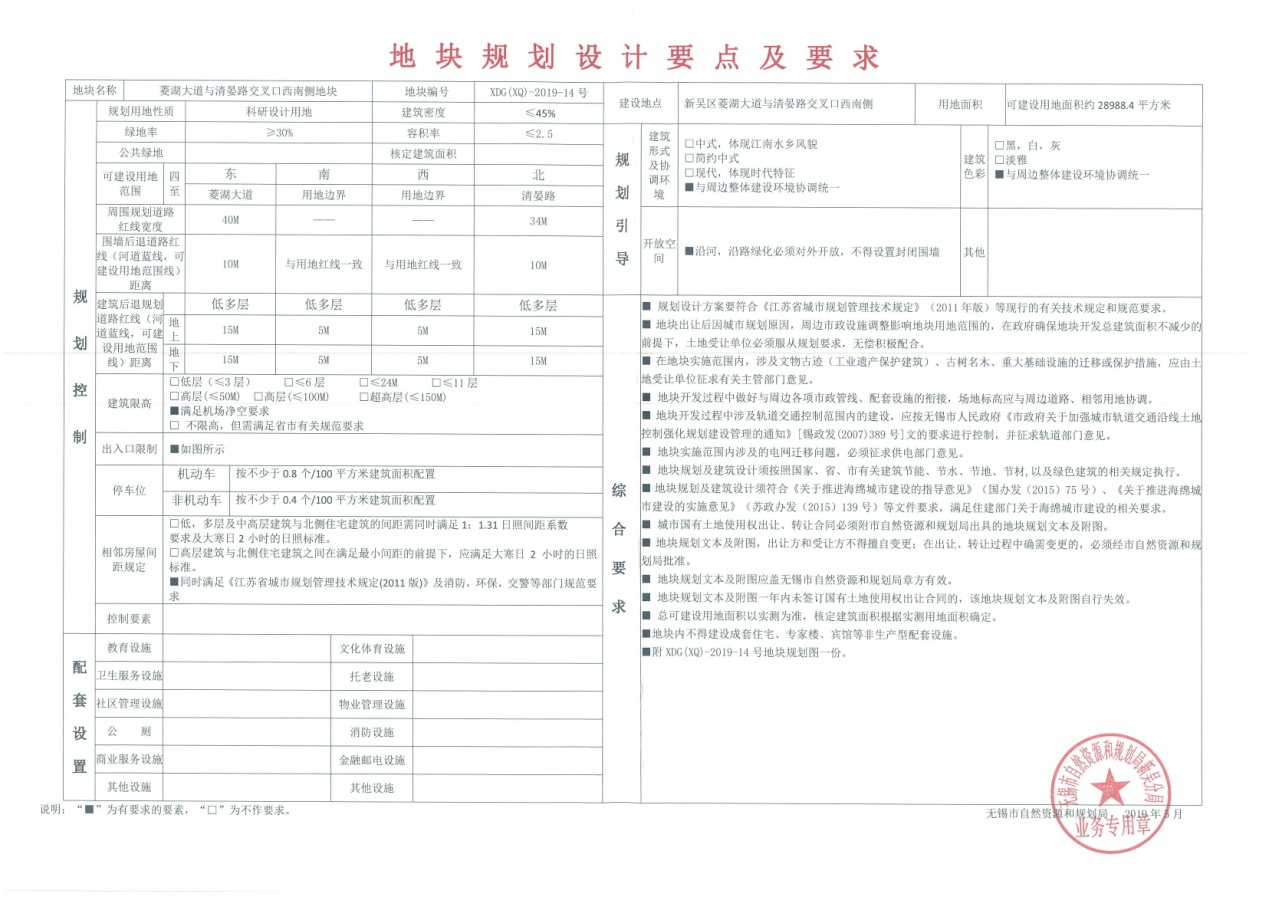 地块规划设计要点及要求
地块名称 菱湖大道与清晏路交叉口西南侧地块 地块编号 XDG(XQ)-2019-14 号 建设地点 新吴区菱湖大道与清晏路交叉口西南侧 用地面积 可建设用地面积约 28988.4 平方米
规划控制
规划用地性质 科研设计用地 建筑密度 ≤45%
绿地率 ≥30% 容积率 ≤2.5
公共绿地 核定建筑面积
可建设用地范围 四至 东 南 西 北
菱湖大道 用地边界 用地边界 清晏路
周围规划道路
红线宽度 40M —— —— 34M
围墙后退道路红
线（河道蓝线，可
建设用地范围线）
距离 10M 与用地红线一致 与用地红线一致 10M
建筑后退规划
道路红线（河
道蓝线，可建
设用地范围
线）距离 低多层 低多层 低多层 低多层
地上 15M 5M 5M 15M
地下 15M 5M 5M 15M
建筑限高
□低层（≤3 层） □≤6 层 □≤24M □≤11 层
□高层(≤50M) □高层(≤100M) □超高层(≤150M)
■满足机场净空要求
□ 不限高，但需满足省市有关规范要求
出入口限制 ■如图所示
停车位 机动车 按不少于 0.8 个/100 平方米建筑面积配置
非机动车 按不少于 0.4 个/100 平方米建筑面积配置
相邻房屋间
距规定
□低，多层及中高层建筑与北侧住宅建筑的间距需同时满足 1：1.31 日照间距系数
要求及大寒日 2 小时的日照标准。
□高层建筑与北侧住宅建筑之间在满足最小间距的前提下，应满足大寒日 2 小时的日照
标准。
■同时满足《江苏省城市规划管理技术规定(2011 版)》及消防，环保，交警等部门规范要
求
控制要素
配套设置
教育设施 文化体育设施
卫生服务设施 托老设施
社区管理设施 物业管理设施
公 厕 消防设施
商业服务设施 金融邮电设施
其他设施 其他设施
规划引导
建筑
形式
及协
调环
境
□中式，体现江南水乡风貌
□简约中式
□现代，体现时代特征
■与周边整体建设环境协调统一
建筑
色彩
□黑，白，灰
□淡雅
■与周边整体建设环境协调统一
开放空
间 ■沿河，沿路绿化必须对外开放，不得设置封闭围墙 其他
综合要求
■ 规划设计方案要符合《江苏省城市规划管理技术规定》（2011 年版）等现行的有关技术规定和规范要求。
■ 地块出让后因城市规划原因，周边市政设施调整影响地块用地范围的，在政府确保地块开发总建筑面积不减少的
前提下，土地受让单位必须服从规划要求，无偿积极配合。
■ 在地块实施范围内，涉及文物古迹（工业遗产保护建筑）、古树名木、重大基础设施的迁移或保护措施，应由土
地受让单位征求有关主管部门意见。
■ 地块开发过程中做好与周边各项市政管线、配套设施的衔接，场地标高应与周边道路、相邻用地协调。
■ 地块开发过程中涉及轨道交通控制范围内的建设，应按无锡市人民政府《市政府关于加强城市轨道交通沿线土地
控制强化规划建设管理的通知》[锡政发(2007)389 号]文的要求进行控制，并征求轨道部门意见。
■ 地块实施范围内涉及的电网迁移问题，必须征求供电部门意见。
■ 地块规划及建筑设计须按照国家、省、市有关建筑节能、节水、节地、节材,以及绿色建筑的相关规定执行。
■ 地块规划及建筑设计须符合《关于推进海绵城市建设的指导意见》（国办发（2015）75 号）、《关于推进海绵城
市建设的实施意见》（苏政办发（2015）139 号）等文件要求，满足住建部门关于海绵城市建设的相关要求。
■ 城市国有土地使用权出让、转让合同必须附市自然资源和规划局出具的地块规划文本及附图。
■ 地块规划文本及附图，出让方和受让方不得擅自变更；在出让、转让过程中确需变更的，必须经市自然资源和规
划局批准。
■ 地块规划文本及附图应盖无锡市自然资源和规划局章方有效。
■ 地块规划文本及附图一年内未签订国有土地使用权出让合同的，该地块规划文本及附图自行失效。
■ 总可建设用地面积以实测为准，核定建筑面积根据实测用地面积确定。
■地块内不得建设成套住宅、专家楼、宾馆等非生产型配套设施。
■附 XDG(XQ)-2019-14 号地块规划图一份。
说明：“■”为有要求的要素，“□”为不作要求。
无锡市自然资源和规划局 2019 年 5 月
无锡市自然资源和规划局新吴分局
业务专用章